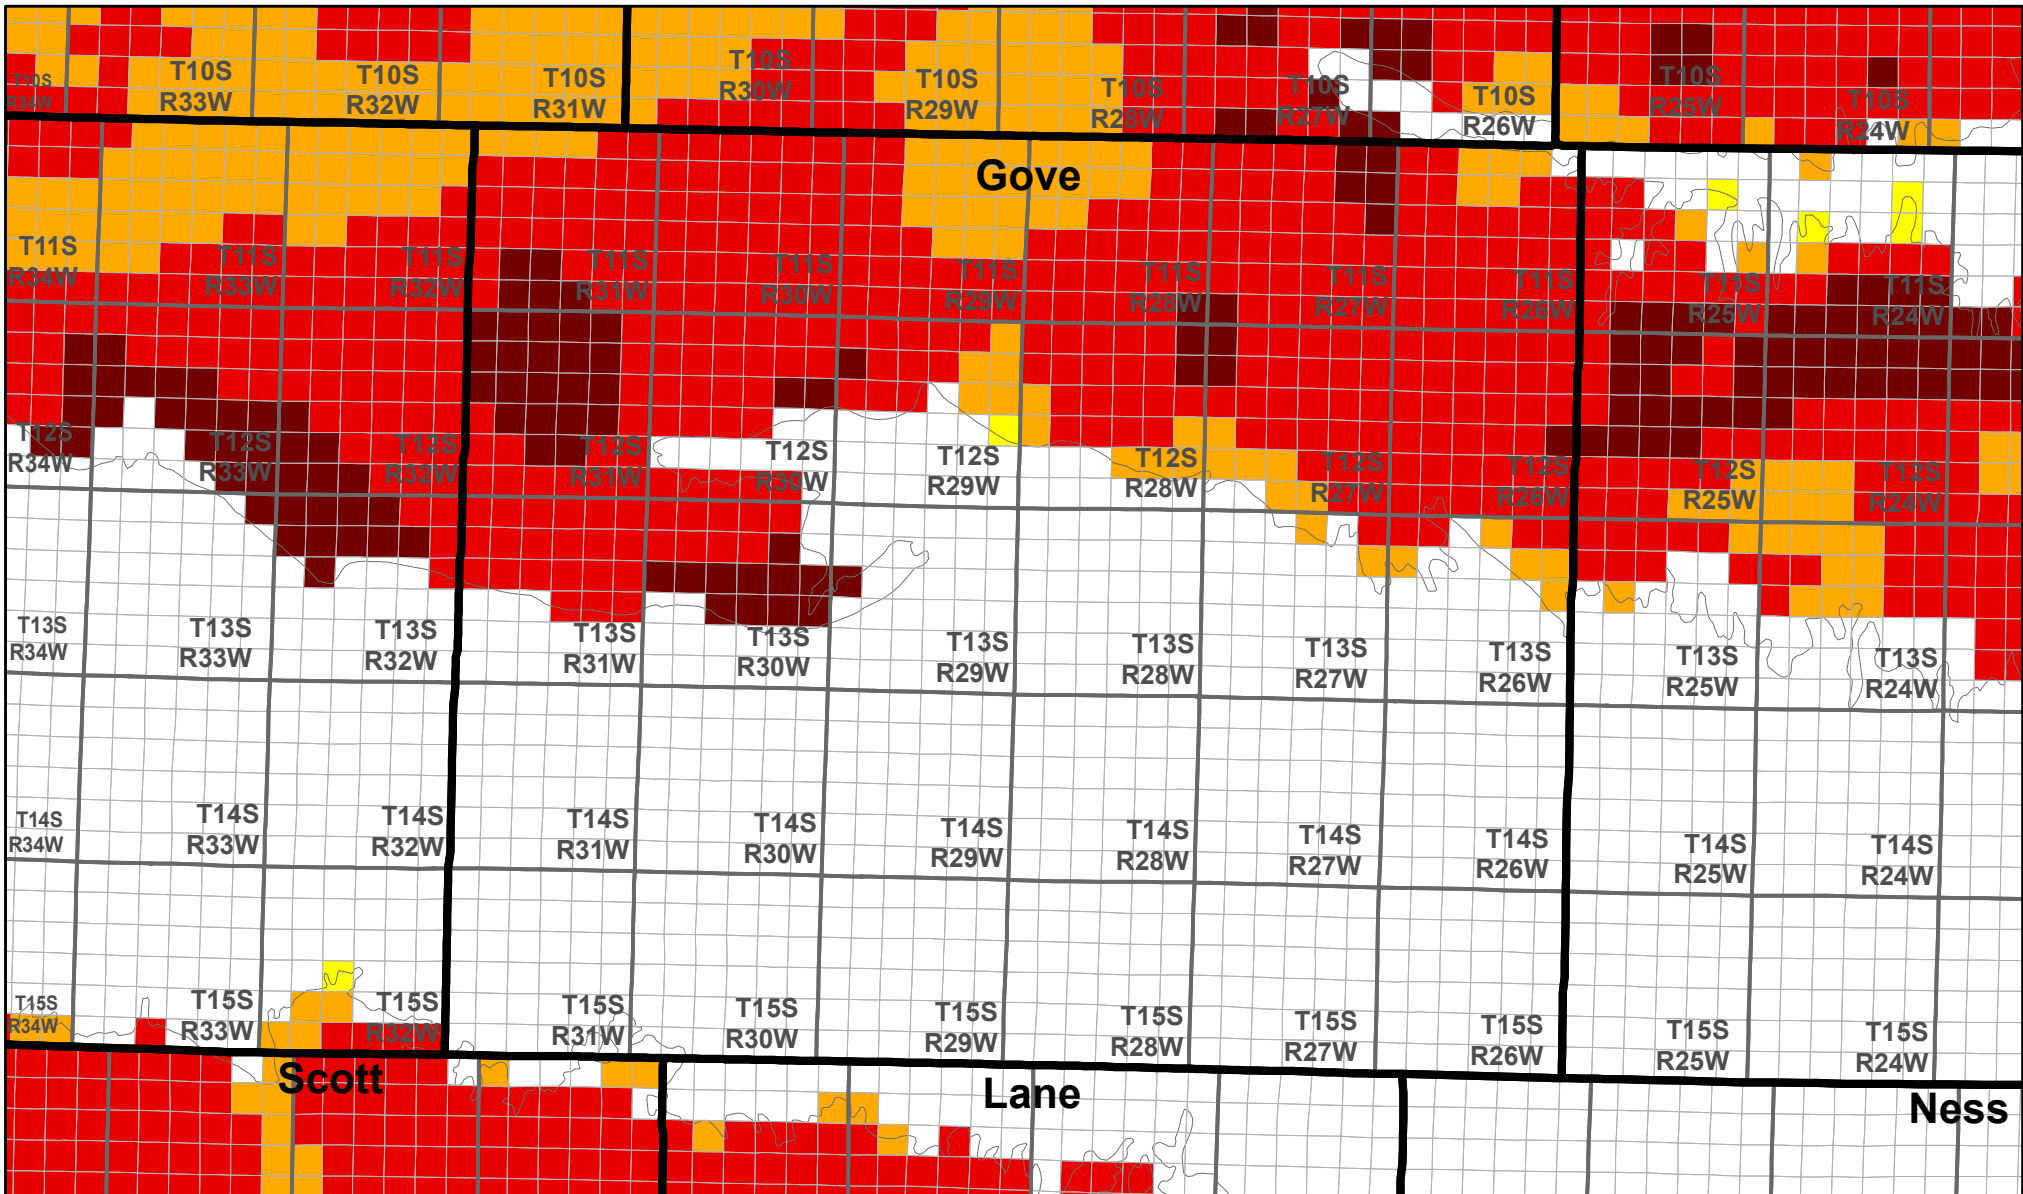 T10S
R34W
T10S
R33W
T10S
R32W
T10S
R31W
T10S
R30W
T10S
R29W
T10S
R28W
T10S
R27W
T10S
R26W
T10S
R25W
T10S
R24W
Gove
T11S
R34W
T11S
R33W
T11S
R32W
T11S
R31W
T11S
R30W
T11S
R29W
T11S
R28W
T11S
R27W
T11S
R26W
T11S
R25W
T11S
R24W
T12S
R34W
T12S
R33W
T12S
R32W
T12S
R31W
T12S
R30W
T12S
R29W
T12S
R28W
T12S
R27W
T12S
R26W
T12S
R25W
T12S
R24W
T13S
R34W
T13S
R33W
T13S
R32W
T13S
R31W
T13S
R30W
T13S
R29W
T13S
R28W
T13S
R27W
T13S
R26W
T13S
R25W
T13S
R24W
T14S
R34W
T14S
R33W
T14S
R32W
T14S
R31W
T14S
R30W
T14S
R29W
T14S
R28W
T14S
R27W
T14S
R26W
T14S
R25W
T14S
R24W
T15S
R34W
T15S
R33W
T15S
R32W
T15S
R31W
T15S
R30W
T15S
R29W
T15S
R28W
T15S
R27W
T15S
R26W
T15S
R25W
T15S
R24W
Scott
Lane
Ness